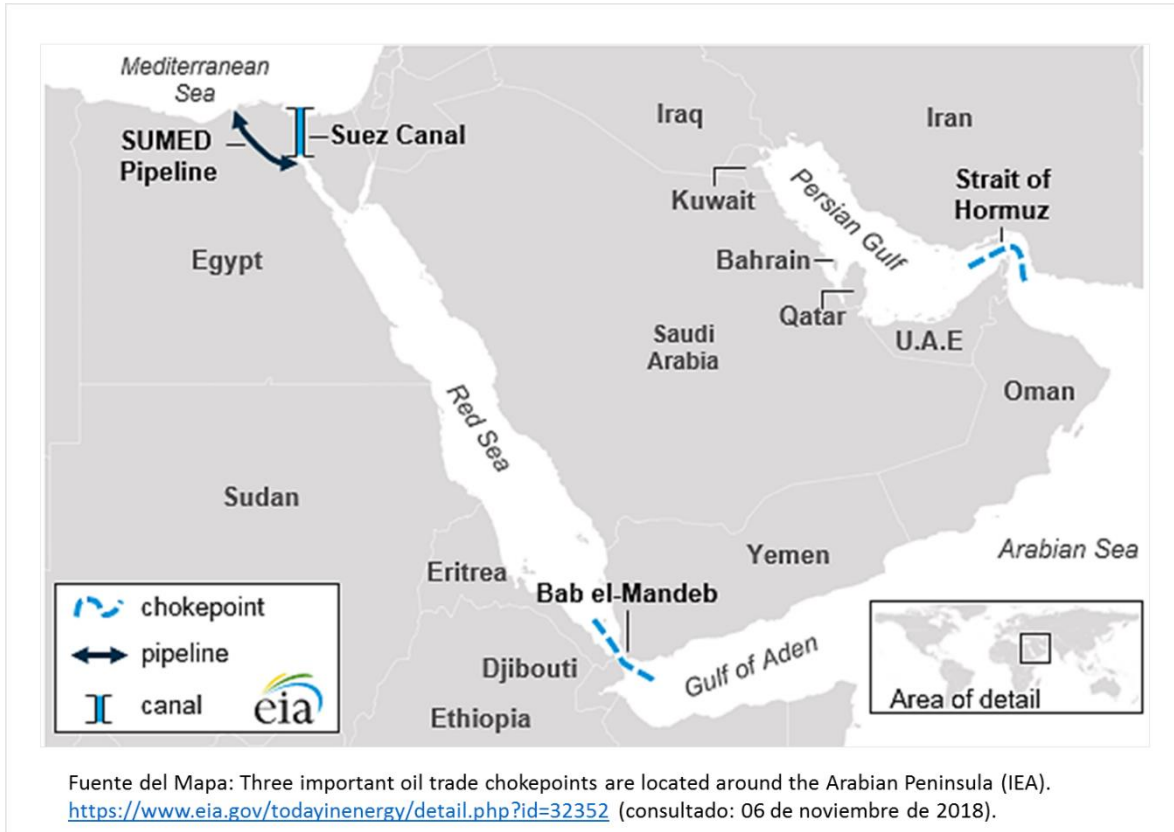 Mediterranean
Sea
SUMED
Pipeline
Suez Canal
Iraq
Iran
Kuwait
Persian Gulf
Strait of
Hormuz
Egypt
Bahrain
Qatar
Saudi
Arabia
U.A.E
Oman
Red Sea
Sudan
Eritrea
Yemen
Arabian Sea
Bab el-Mandeb
Djibouti
Gulf of Aden
Ethiopia
chokepoint
pipeline
canal
eia
Area of detail
Fuente del Mapa: Three important oil trade chokepoints are located around the Arabian Peninsula (IEA).
https://www.eia.gov/todayinenergy/detail.php?id=32352 (consultado: 06 de noviembre de 2018).